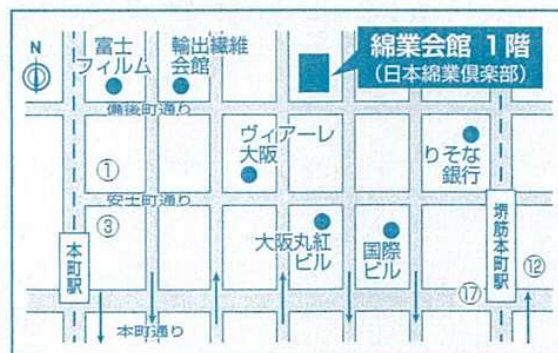 N
富士
フィルム
輸出繊維
会館
綿業会館 1階
(日本綿業倶楽部)
備後町通り
ヴィアーレ
大阪
りそな
銀行
①
安土町通り
③
大阪丸紅
ビル
国際
ビル
本町駅
堺筋本町駅
⑫
⑰
本町通り